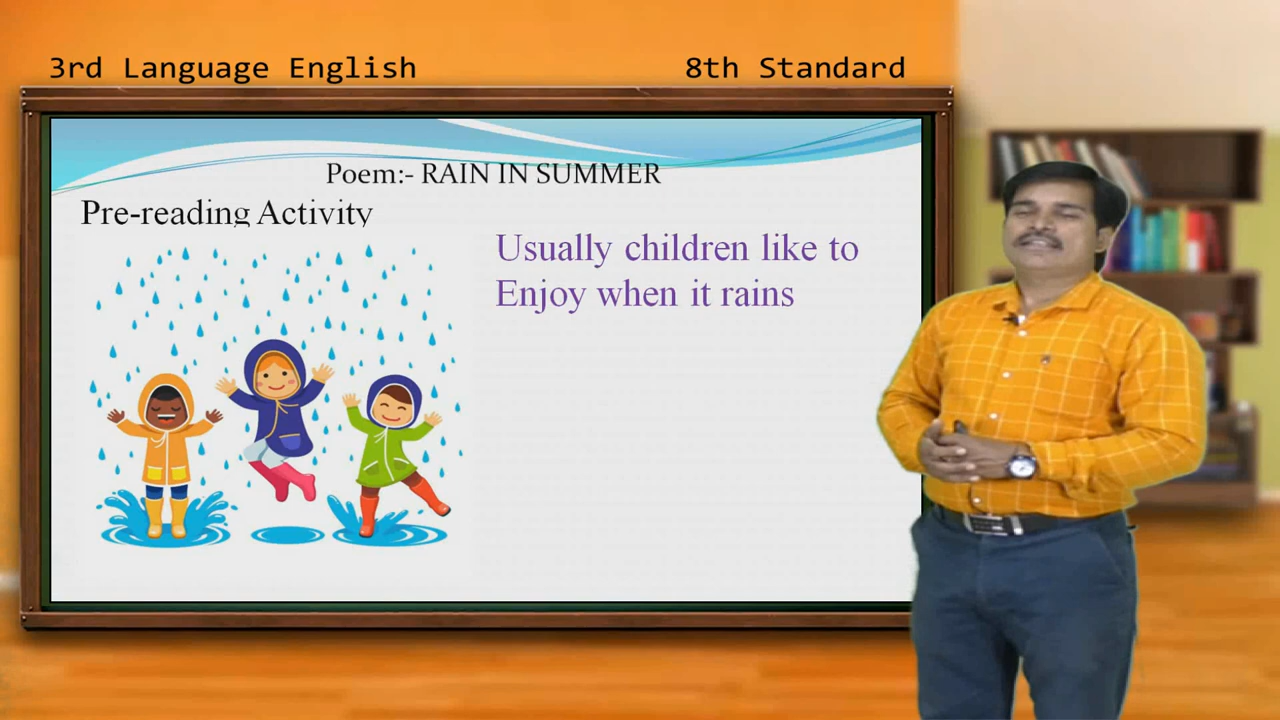 3rd Language English
8th Standard
Poem:- RAIN IN SUMMER
Pre-reading Activity
Usually children like to
Enjoy when it rains